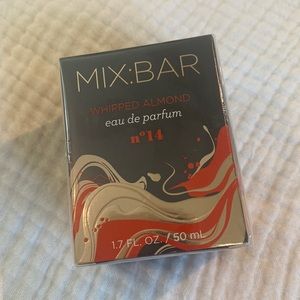 MIX:BAR
WHIPPED ALMOND
eau de parfum
nº14
1.7 FL. OZ. / 50 mL